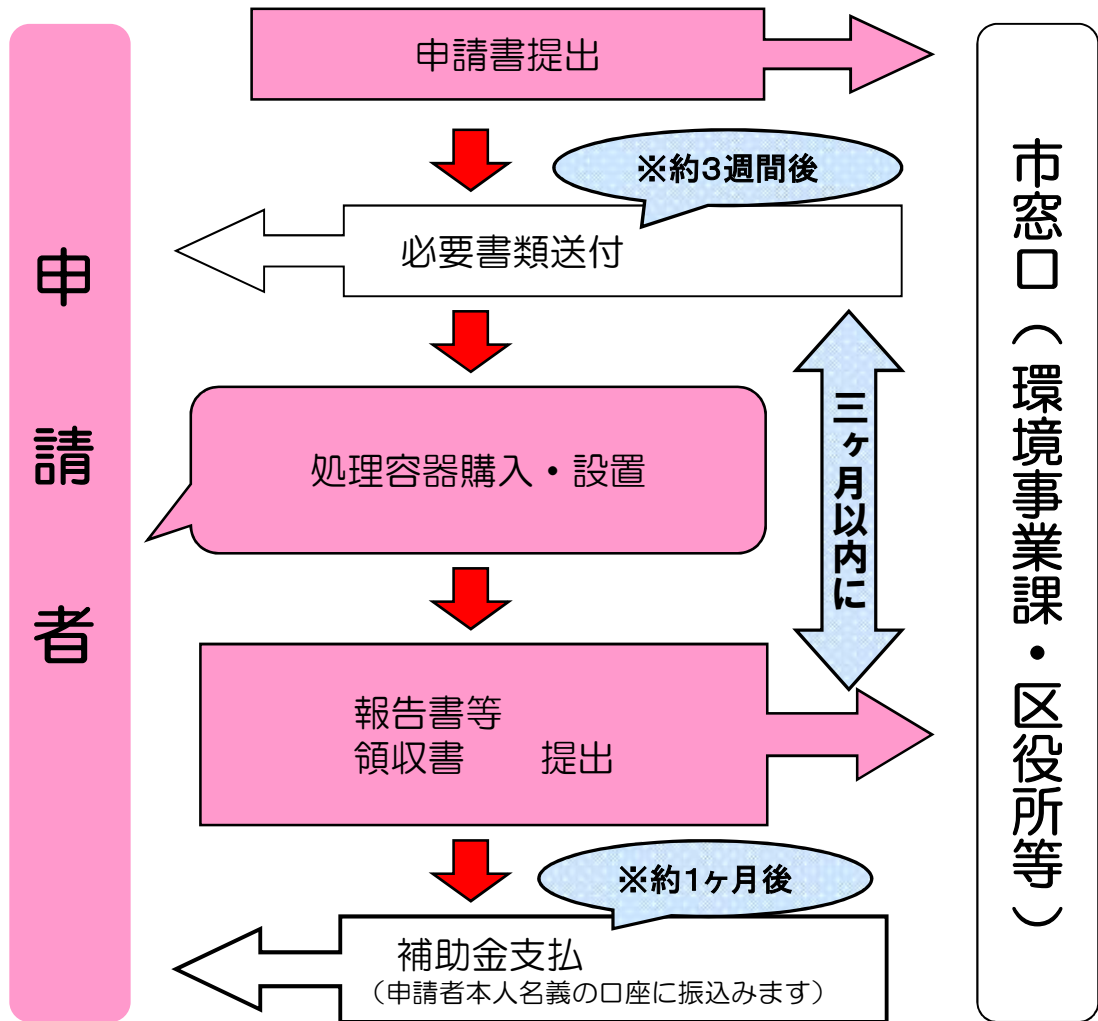 申請者
申請書提出
※約3週間後
必要書類送付
処理容器購入・設置
三ヶ月以内に
報告書等
領収書　　提出
※約1ヶ月後
補助金支払
（申請者本人名義の口座に振込みます）
市窓口（環境事業課・区役所等）